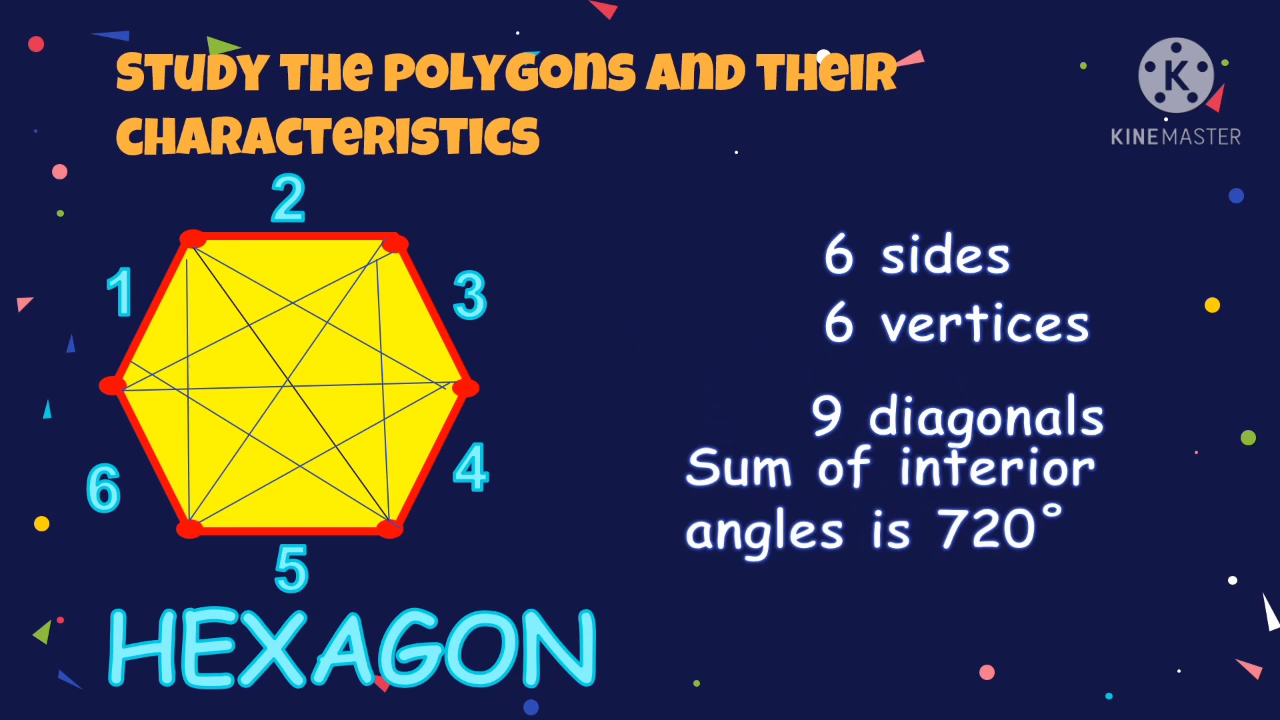 STUDY THE POLYGONS AND THEIR
CHARACTERISTICS
K
KINEMASTER
2
1
3
6 sides
6 vertices
9 diagonals
Sum of interior
angles is 720°
6
4
5
HEXAGON